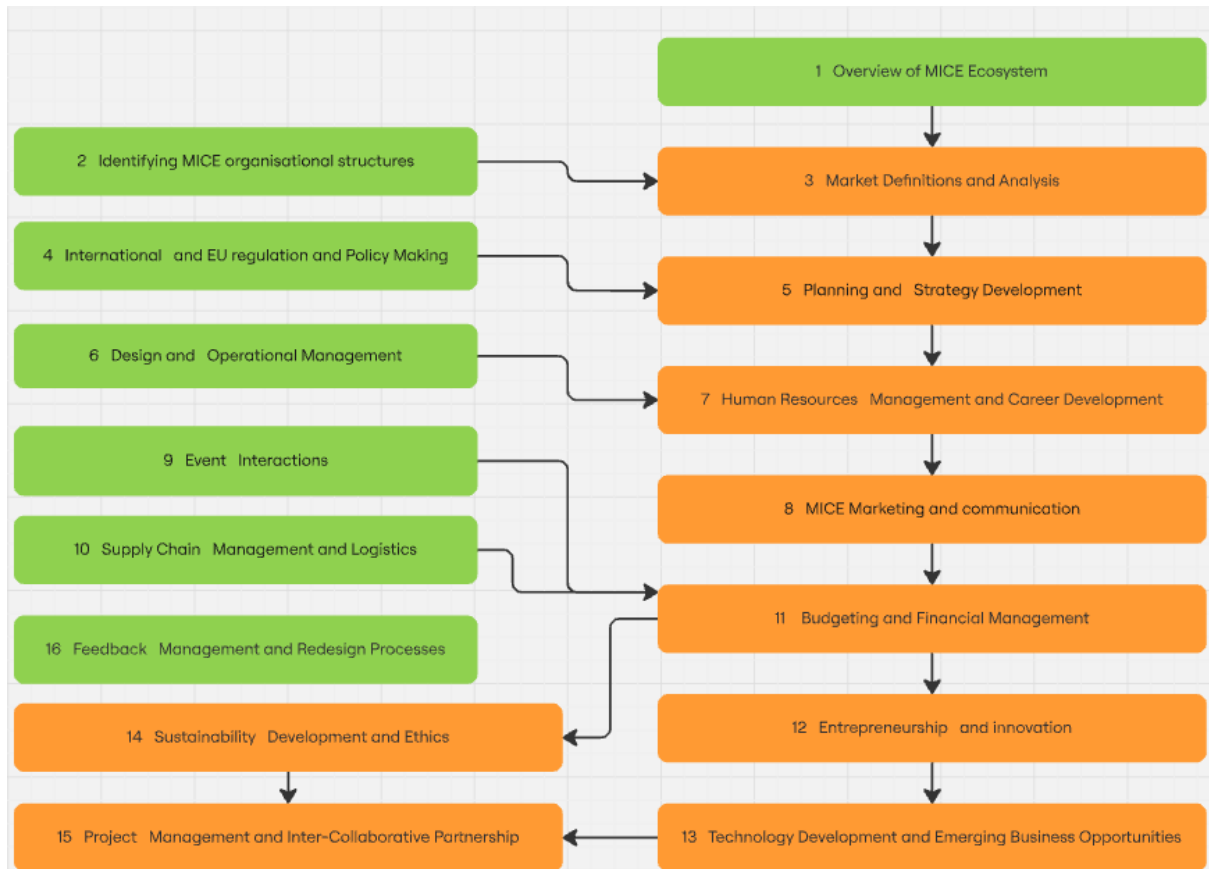 1 Overview of MICE Ecosystem
2 Identifying MICE organisational structures
3 Market Definitions and Analysis
4 International and EU regulation and Policy Making
5 Planning and Strategy Development
6 Design and Operational Management
7 Human Resources Management and Career Development
9 Event Interactions
8 MICE Marketing and communication
10 Supply Chain Management and Logistics
11 Budgeting and Financial Management
16 Feedback Management and Redesign Processes
12 Entrepreneurship and innovation
14 Sustainability Development and Ethics
15 Project Management and Inter-Collaborative Partnership
13 Technology Development and Emerging Business Opportunities